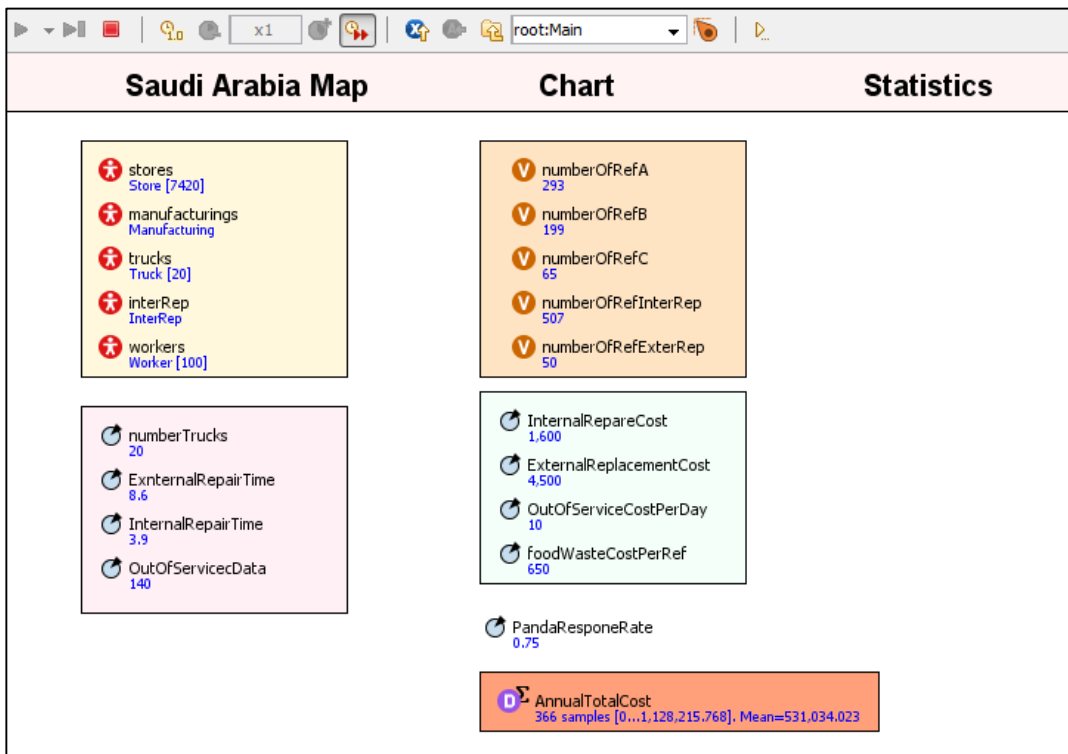 1.0
x1
root:Main
Saudi Arabia Map
Chart
Statistics
stores
Store [7420]
manufacturings
Manufacturing
trucks
Truck [20]
interRep
InterRep
workers
Worker [100]
V numberOfRefA
293
V numberOfRefB
199
V numberOfRefC
65
V numberOfRefInterRep
507
V numberOfRefExterRep
50
numberTrucks
20
ExnternalRepairTime
8.6
InternalRepairTime
3.9
OutOfServicecData
140
InternalRepareCost
1,600
ExternalReplacementCost
4,500
OutOfServiceCostPerDay
10
foodWasteCostPerRef
650
PandaResponeRate
0.75
D Σ AnnualTotalCost
366 samples [0...1,128,215.768]. Mean=531,034.023